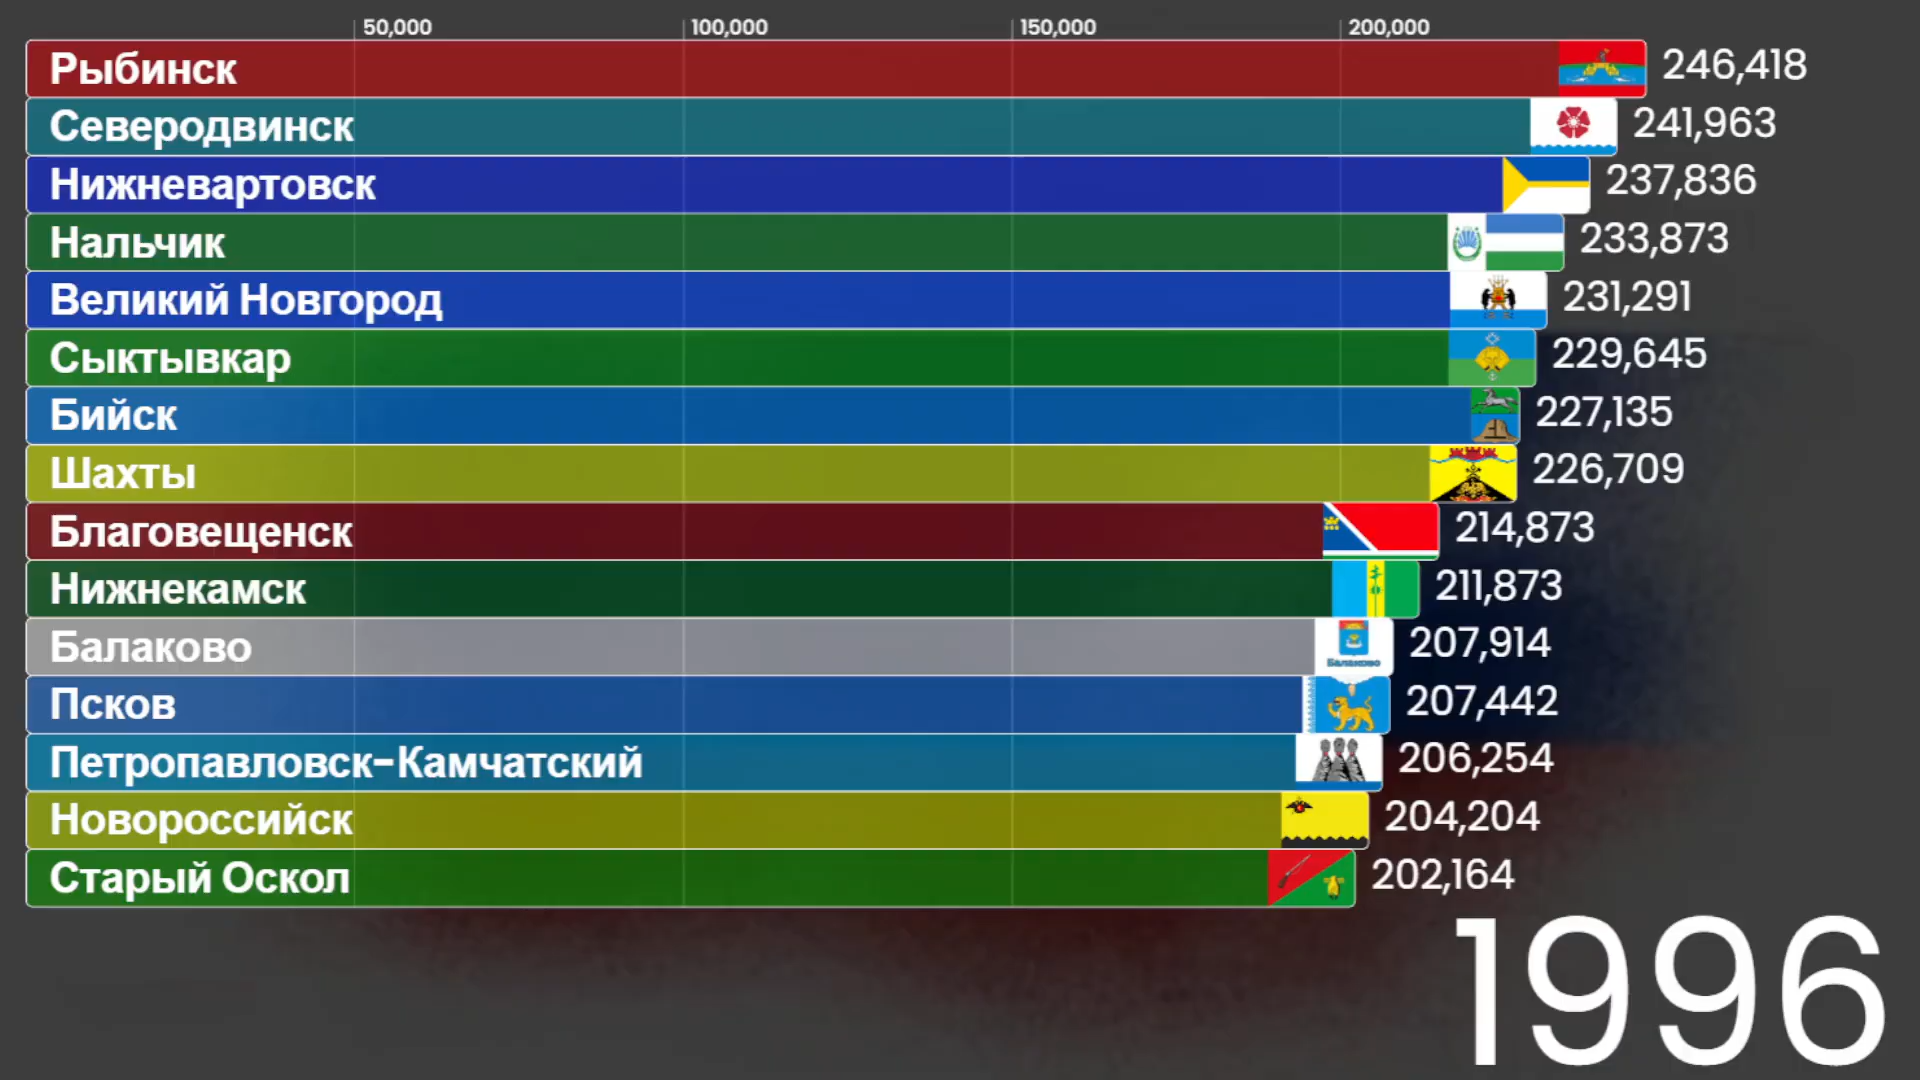 50,000 100,000 150,000 200,000
Рыбинск 246,418
Северодвинск 241,963
Нижневартовск 237,836
Нальчик 233,873
Великий Новгород 231,291
Сыктывкар 229,645
Бийск 227,135
Шахты 226,709
Благовещенск 214,873
Нижнекамск 211,873
Балаково Балаково 207,914
Псков 207,442
Петропавловск-Камчатский 206,254
Новороссийск 204,204
Старый Оскол 202,164
1996